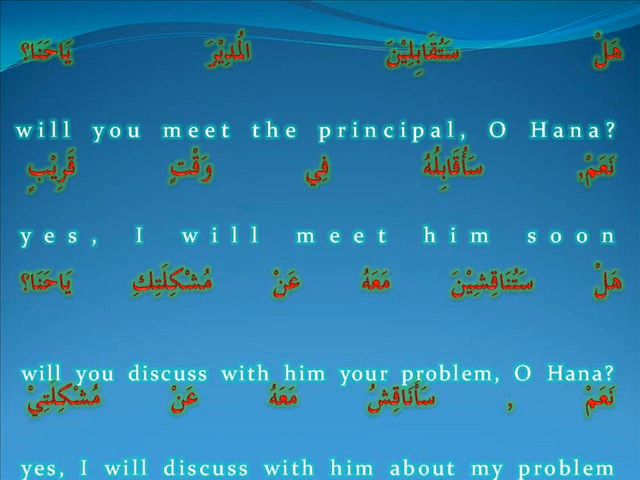 هَلْ سَتُقَابِلِيْنَ المُدِيْرَ يَاحَنَا؟
will you meet the principal, O Hana?
نَعَمْ, سَأُقَابِلُهُ فِي وَقْتٍ قَرِيْبٍ
yes, I will meet him soon
هَلْ سَتُنَاقِشِيْنَ مَعَهُ عَنْ مُشْكِلَتِكِ يَاحَنَا؟
will you discuss with him your problem, O Hana?
نَعَمْ , سَأُنَاقِشُ مَعَهُ عَنْ مُشْكِلَتِيْ
yes, I will discuss with him about my problem